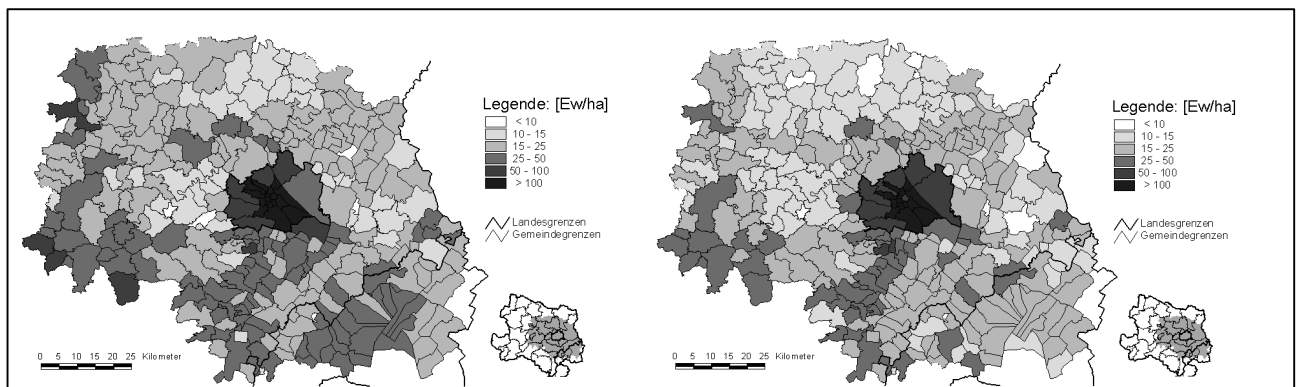 Legende: [Ew/ha]
< 10
10 - 15
15 - 25
25 - 50
50 - 100
> 100
Landesgrenzen
Gemeindegrenzen
0 5 10 15 20 25 Kilometer
Legende: [Ew/ha]
< 10
10 - 15
15 - 25
25 - 50
50 - 100
> 100
Landesgrenzen
Gemeindegrenzen
0 5 10 15 20 25 Kilometer